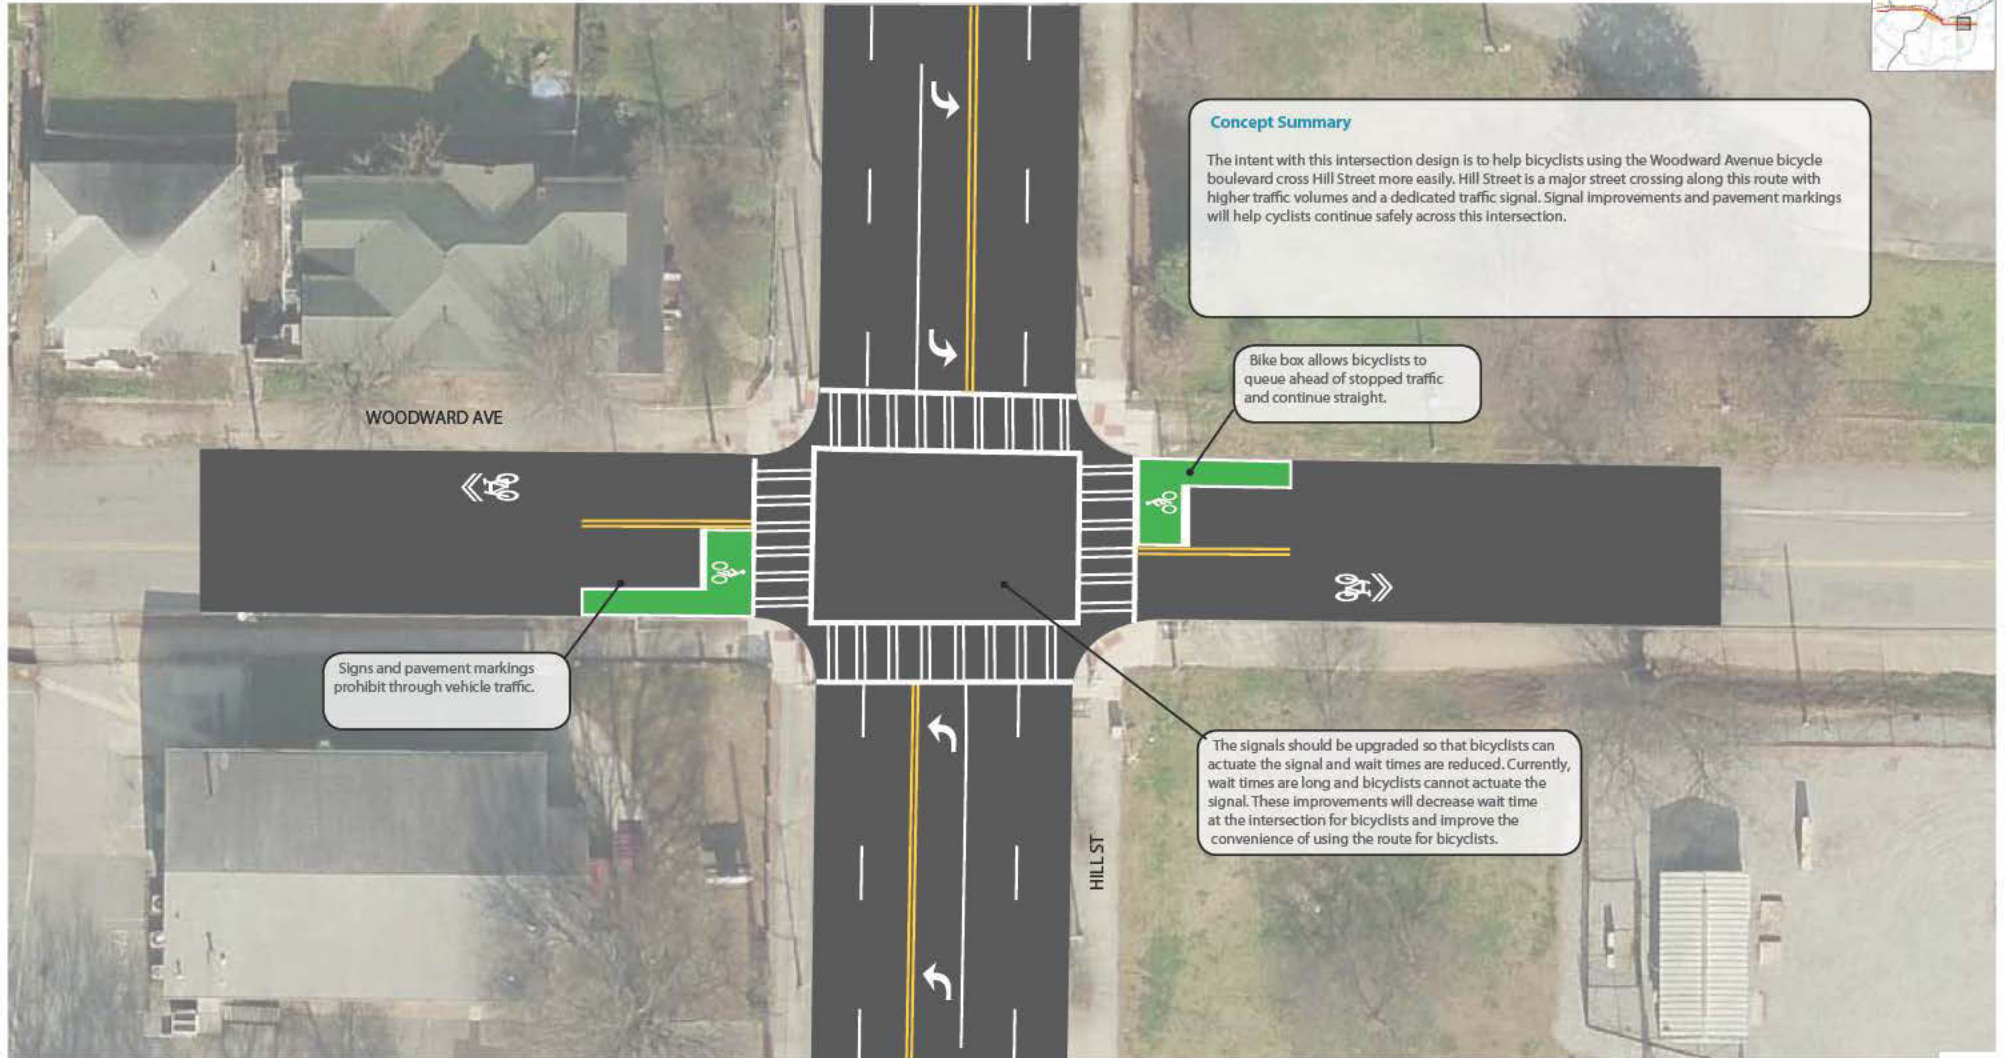 Concept Summary
The intent with this intersection design is to help bicyclists using the Woodward Avenue bicycle
boulevard cross Hill Street more easily. Hill Street is a major street crossing along this route with
higher traffic volumes and a dedicated traffic signal. Signal improvements and pavement markings
will help cyclists continue safely across this intersection.
Bike box allows bicyclists to
queue ahead of stopped traffic
and continue straight.
WOODWARD AVE
Signs and pavement markings
prohibit through vehicle traffic.
The signals should be upgraded so that bicyclists can
actuate the signal and wait times are reduced. Currently,
wait times are long and bicyclists cannot actuate the
signal. These improvements will decrease wait time
at the intersection for bicyclists and improve the
convenience of using the route for bicyclists.
HILL ST